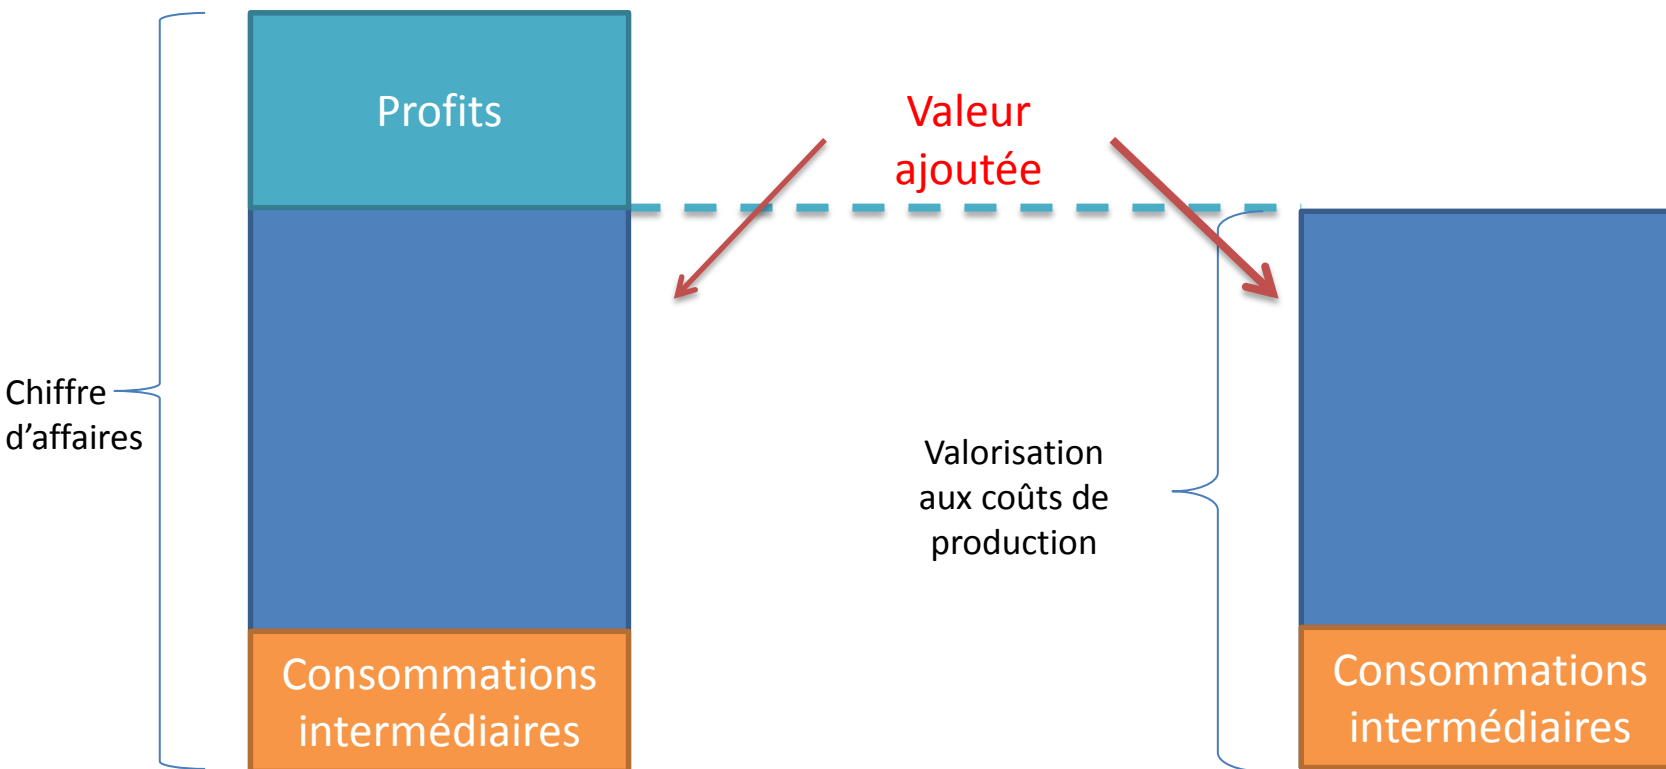 Profits
Valeur
ajoutée
Chiffre
d’affaires
Valorisation
aux coûts de
production
Consommations
intermédiaires
Consommations
intermédiaires